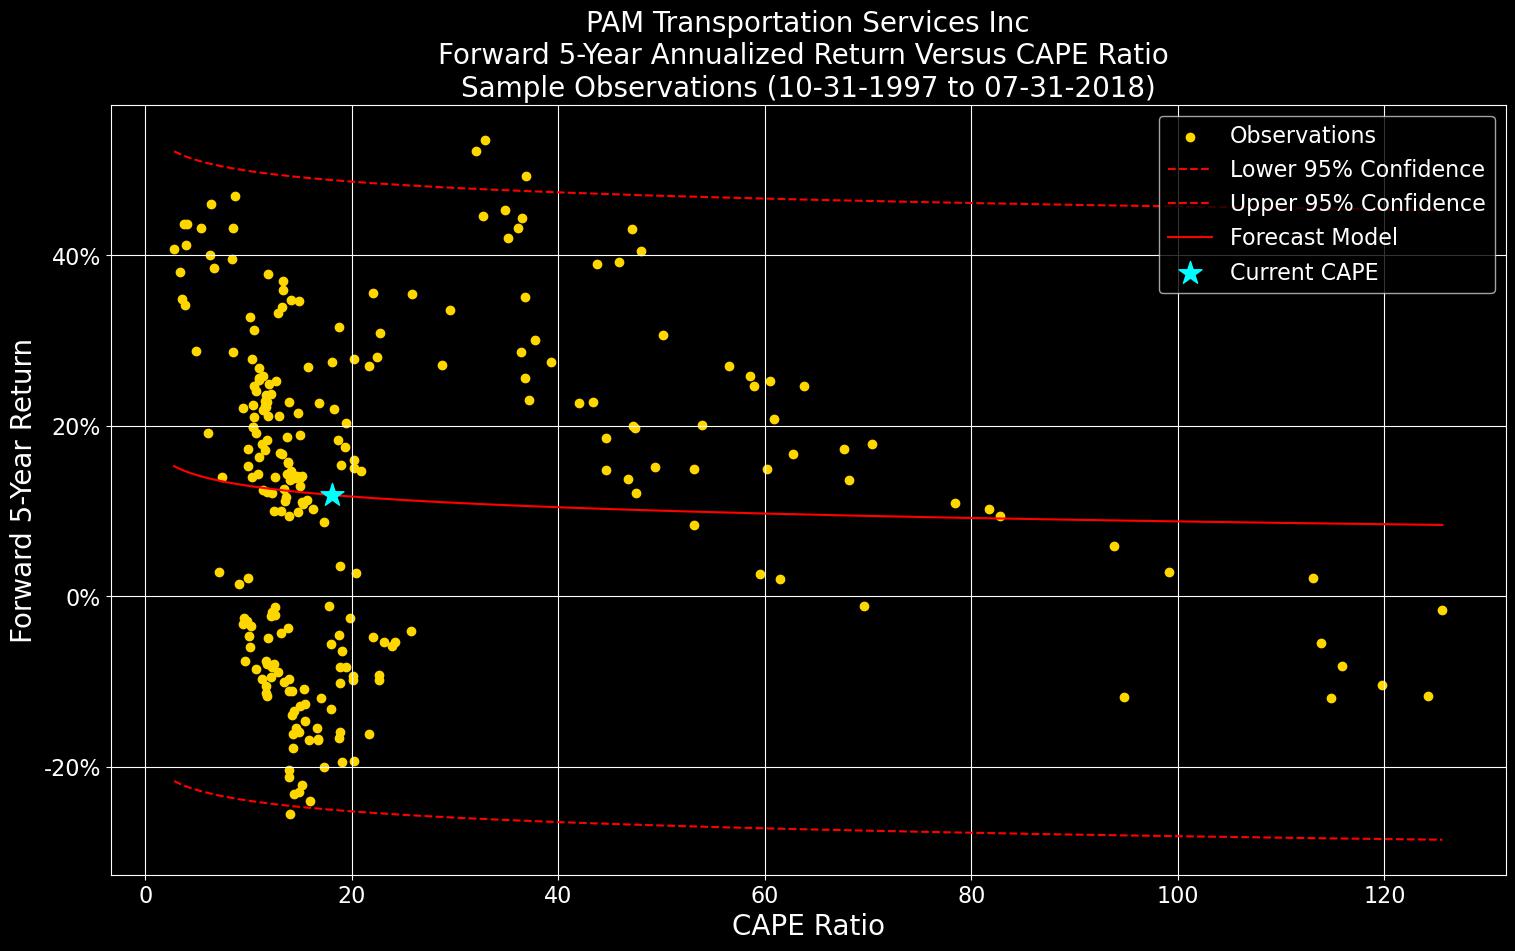 PAM Transportation Services Inc
Forward 5-Year Annualized Return Versus CAPE Ratio
Sample Observations (10-31-1997 to 07-31-2018)
Observations
Lower 95% Confidence
Upper 95% Confidence
Forecast Model
Current CAPE
Forward 5-Year Return
40%
20%
0%
-20%
0 20 40 60 80 100 120
CAPE Ratio